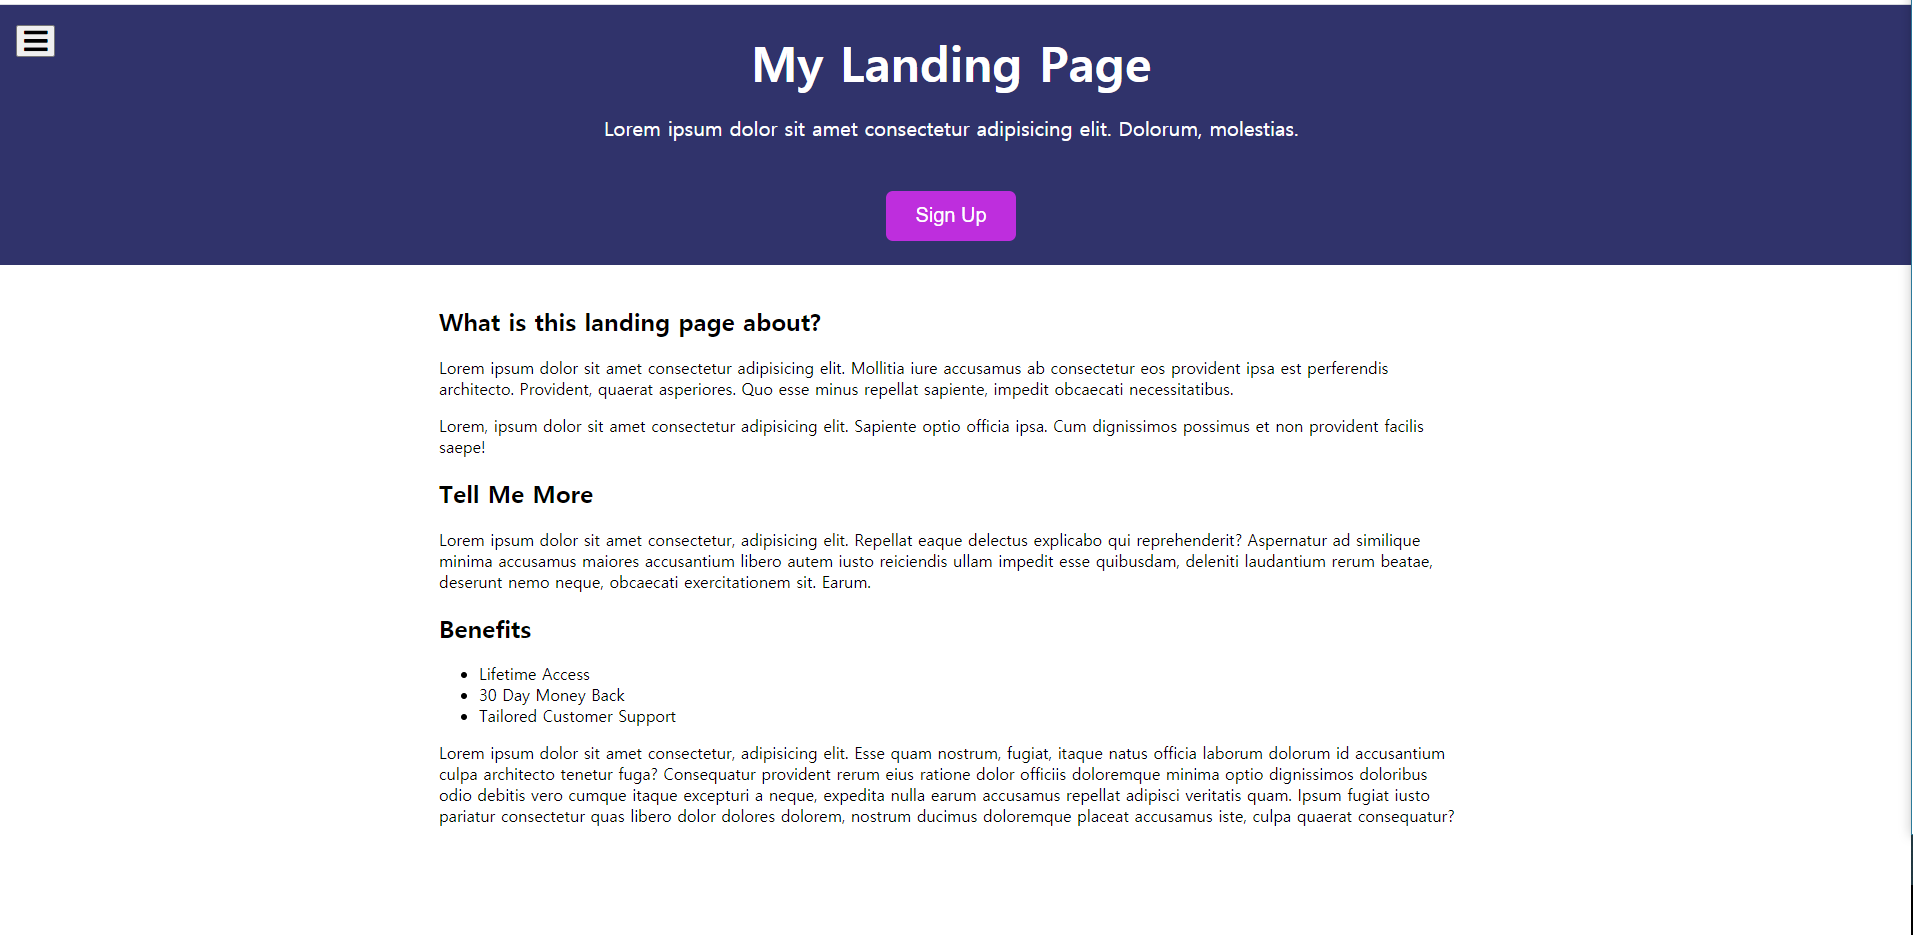 My Landing Page
Lorem ipsum dolor sit amet consectetur adipisicing elit. Dolorum, molestias.
Sign Up
What is this landing page about?
Lorem ipsum dolor sit amet consectetur adipisicing elit. Mollitia iure accusamus ab consectetur eos provident ipsa est perferendis
architecto. Provident, quaerat asperiores. Quo esse minus repellat sapiente, impedit obcaecati necessitatibus.
Lorem, ipsum dolor sit amet consectetur adipisicing elit. Sapiente optio officia ipsa. Cum dignissimos possimus et non provident facilis
saepe!
Tell Me More
Lorem ipsum dolor sit amet consectetur, adipisicing elit. Repellat eaque delectus explicabo qui reprehenderit? Aspernatur ad similique
minima accusamus maiores accusantium libero autem iusto reiciendis ullam impedit esse quibusdam, deleniti laudantium rerum beatae,
deserunt nemo neque, obcaecati exercitationem sit. Earum.
Benefits
• Lifetime Access
• 30 Day Money Back
• Tailored Customer Support
Lorem ipsum dolor sit amet consectetur, adipisicing elit. Esse quam nostrum, fugiat, itaque natus officia laborum dolorum id accusantium
culpa architecto tenetur fuga? Consequatur provident rerum eius ratione dolor officiis doloremque minima optio dignissimos doloribus
odio debitis vero cumque itaque excepturi a neque, expedita nulla earum accusamus repellat adipisci veritatis quam. Ipsum fugiat iusto
pariatur consectetur quas libero dolor dolores dolorem, nostrum ducimus doloremque placeat accusamus iste, culpa quaerat consequatur?